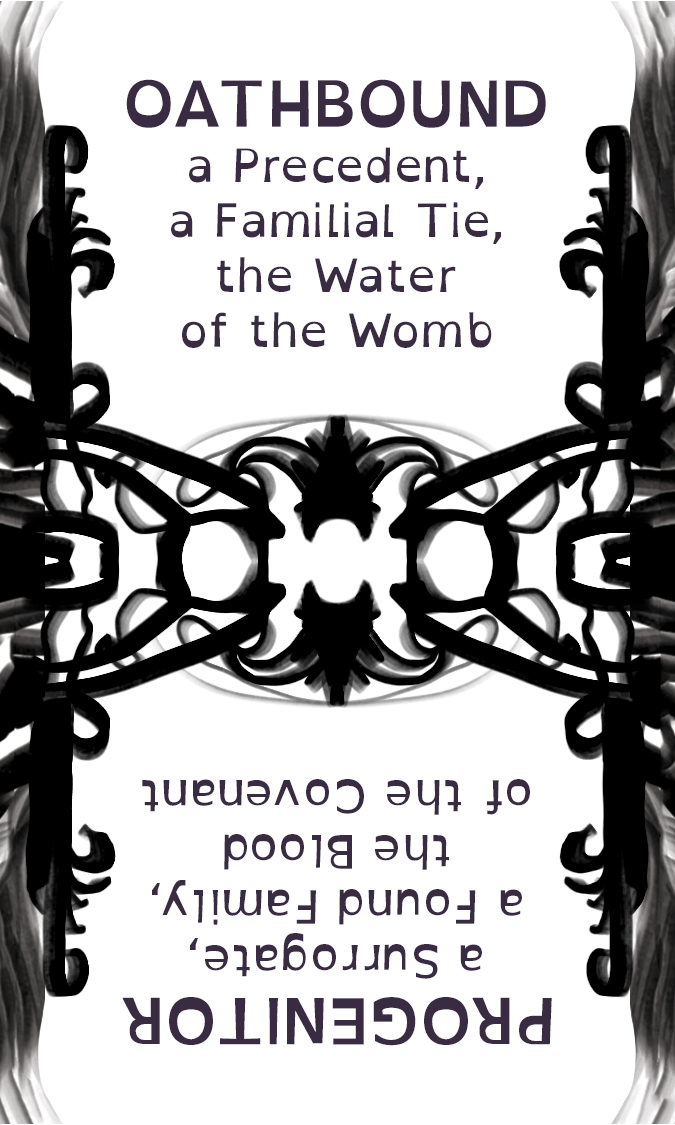 OATHBOUND
a Precedent,
a Familial Tie,
the Water
of the Womb
PROGENITOR
a Surrogate,
a Found Family,
the Blood
of the Covenant